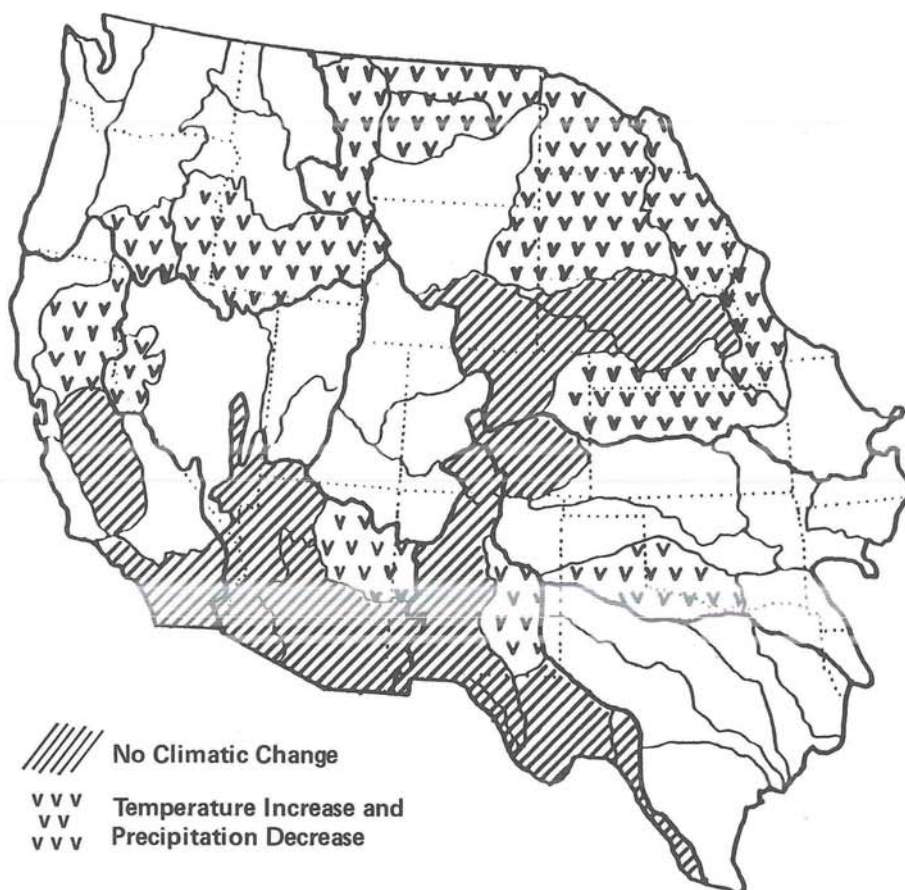 No Climatic Change
Temperature Increase and
Precipitation Decrease